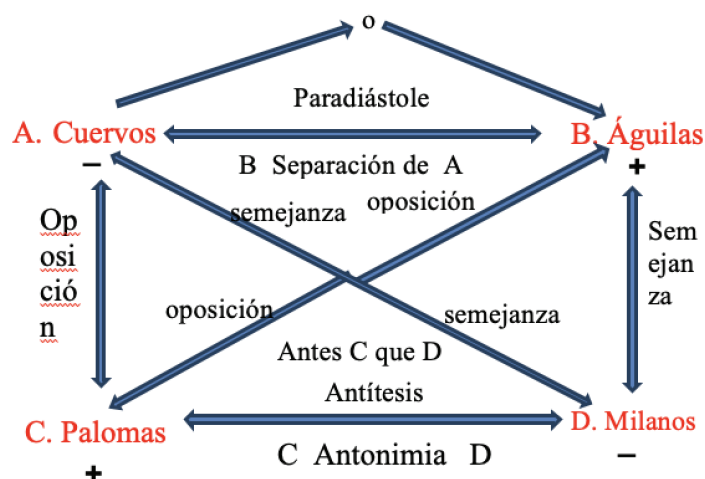 o
Paradiástole
A. Cuervos
B. Águilas
–
B Separación de A
+
semejanza
oposición
Op
osi
ció
n
Sem
ejan
za
oposición
semejanza
Antes C que D
Antítesis
C. Palomas
D. Milanos
+
C Antonimia D
–